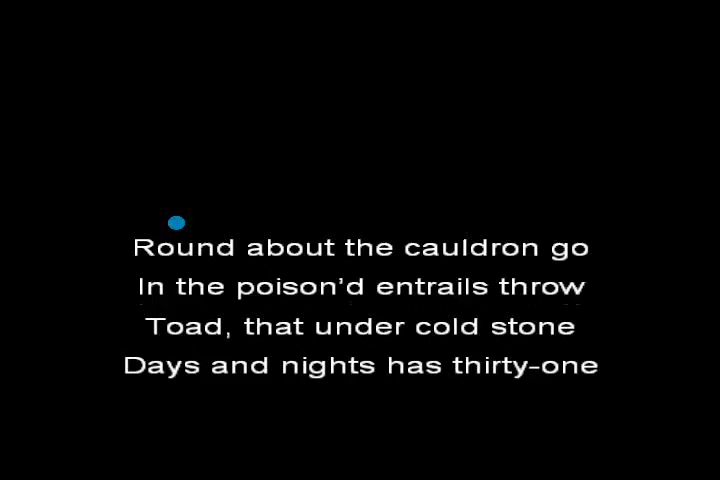 Round about the cauldron go
In the poison’d entrails throw
Toad, that under cold stone
Days and nights has thirty-one